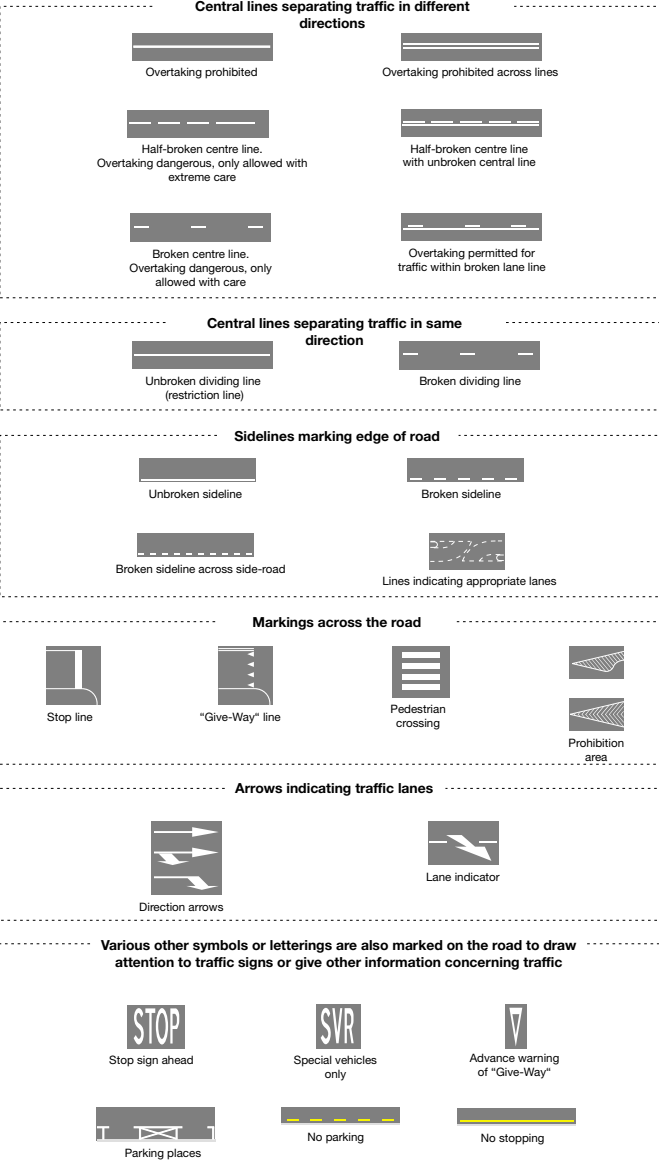 Central lines separating traffic in different
directions
Overtaking prohibited
Overtaking prohibited across lines
Half-broken centre line.
Overtaking dangerous, only allowed with
extreme care
Half-broken centre line
with unbroken central line
Broken centre line.
Overtaking dangerous, only
allowed with care
Overtaking permitted for
traffic within broken lane line
Central lines separating traffic in same
direction
Unbroken dividing line
(restriction line)
Broken dividing line
Sidelines marking edge of road
Unbroken sideline
Broken sideline
Broken sideline across side-road
Lines indicating appropriate lanes
Markings across the road
Stop line
“Give-Way“ line
Pedestrian
crossing
Prohibition
area
Arrows indicating traffic lanes
Direction arrows
Lane indicator
Various other symbols or letterings are also marked on the road to draw
attention to traffic signs or give other information concerning traffic
STOP
Stop sign ahead
SVR
Special vehicles
only
Advance warning
of “Give-Way“
Parking places
No parking
No stopping